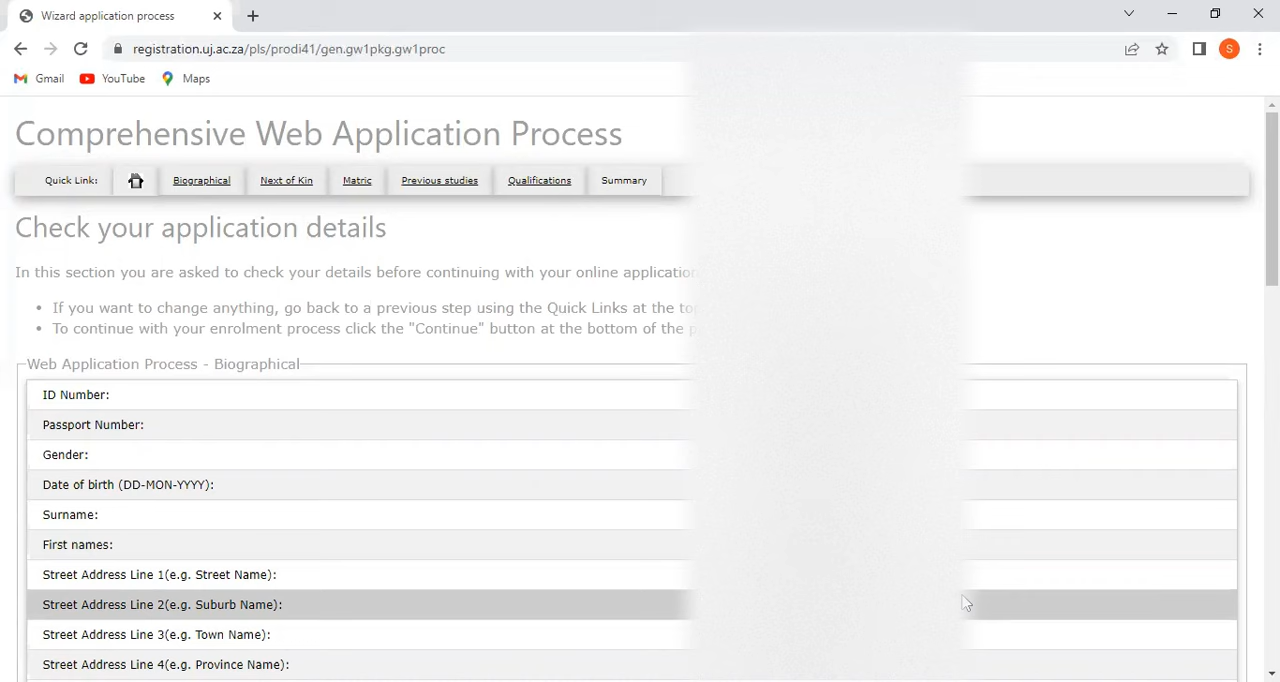 Wizard application process
registration.uj.ac.za/pls/prodi41/gen.gw1pkg.gw1proc
S
Gmail YouTube Maps
Comprehensive Web Application Process
Quick Links Biographical Next of Kin Matric Previous studies Qualifications Summary
Check your application details
In this section you are asked to check your details before continuing with your online application
• If you want to change anything, go back to a previous step using the Quick Links at the
• To continue with your enrolment process click the "Continue" button at the bottom of the
Web Application Process - Biographical
ID Number:
Passport Number:
Gender:
Date of birth (DD-MON-YYYY):
Surname:
First names:
Street Address Line 1(e.g. Street Name):
Street Address Line 2(e.g. Suburb Name):
Street Address Line 3(e.g. Town Name):
Street Address Line 4(e.g. Province Name):